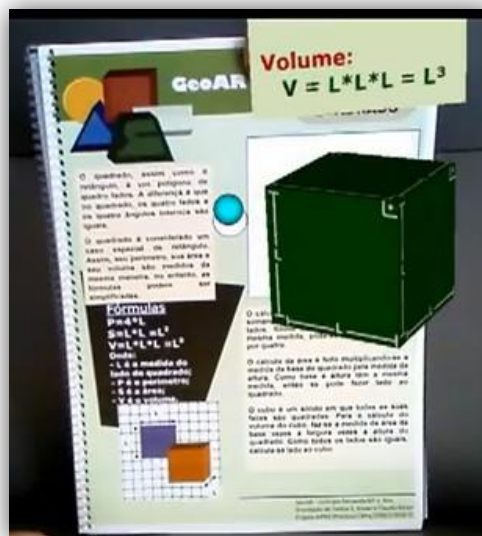 Volume:
V = L*L*L = L³
GeoAR
O quadrado, assim como o
retângulo, é um polígono de
quatro lados. A diferença é que
no quadrado, os quatro lados e
os quatro ângulos internos são
iguais.
O quadrado é considerado um
caso especial de retângulo.
Assim, seu perímetro, sua área e
seu volume são medidos da
mesma maneira, no entanto, as
fórmulas podem ser
simplificadas.
Fórmulas
P=4*L
S=L*L =L²
V=L*L*L =L³
Onde:
- L é a medida do
lado do quadrado;
- P é o perímetro;
- S é a área;
- V é o volume.
O cálculo da área é feito multiplicando-se a
medida da base do quadrado pela medida da
altura. Como base e altura têm a mesma
medida, então se pode fazer lado ao
quadrado.
O cubo é um sólido em que todas as suas
faces são quadradas. Para o cálculo do
volume do cubo, faz-se a medida da área da
base vezes a largura vezes a altura do
quadrado. Como todos os lados são iguais,
calcula-se lado ao cubo.